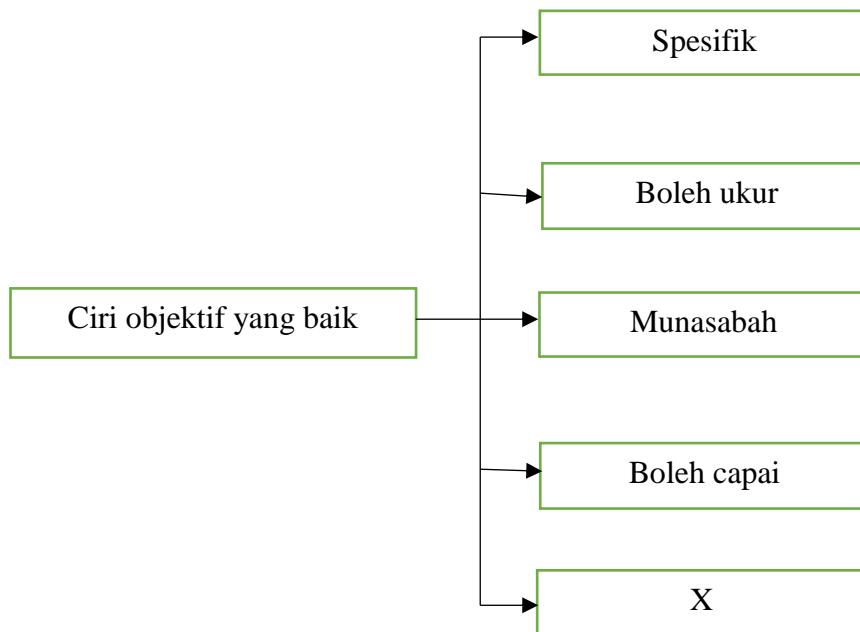 Spesifik
Boleh ukur
Ciri objektif yang baik
Munasabah
Boleh capai
X